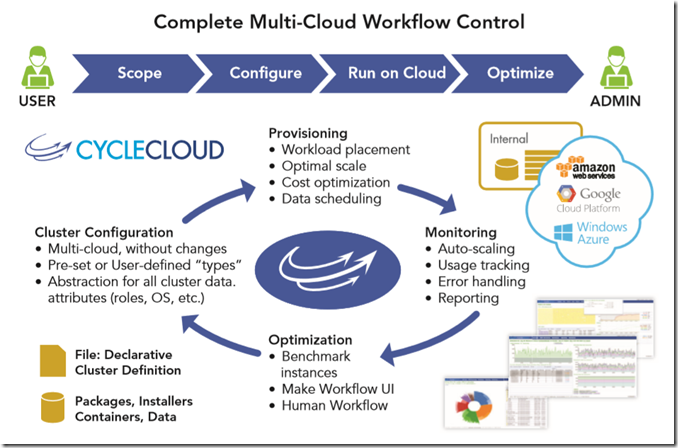 Complete Multi-Cloud Workflow Control
USER
Scope
Configure
Run on Cloud
Optimize
ADMIN
CYCLECLOUD
Provisioning
• Workload placement
• Optimal scale
• Cost optimization
• Data scheduling
Internal
amazon
web services
Google
Cloud Platform
Windows
Azure
Cluster Configuration
• Multi-cloud, without changes
• Pre-set or User-defined “types”
• Abstraction for all cluster data.
attributes (roles, OS, etc.)
Monitoring
• Auto-scaling
• Usage tracking
• Error handling
• Reporting
Optimization
• Benchmark
instances
• Make Workflow UI
• Human Workflow
File: Declarative
Cluster Definition
Packages, Installers
Containers, Data